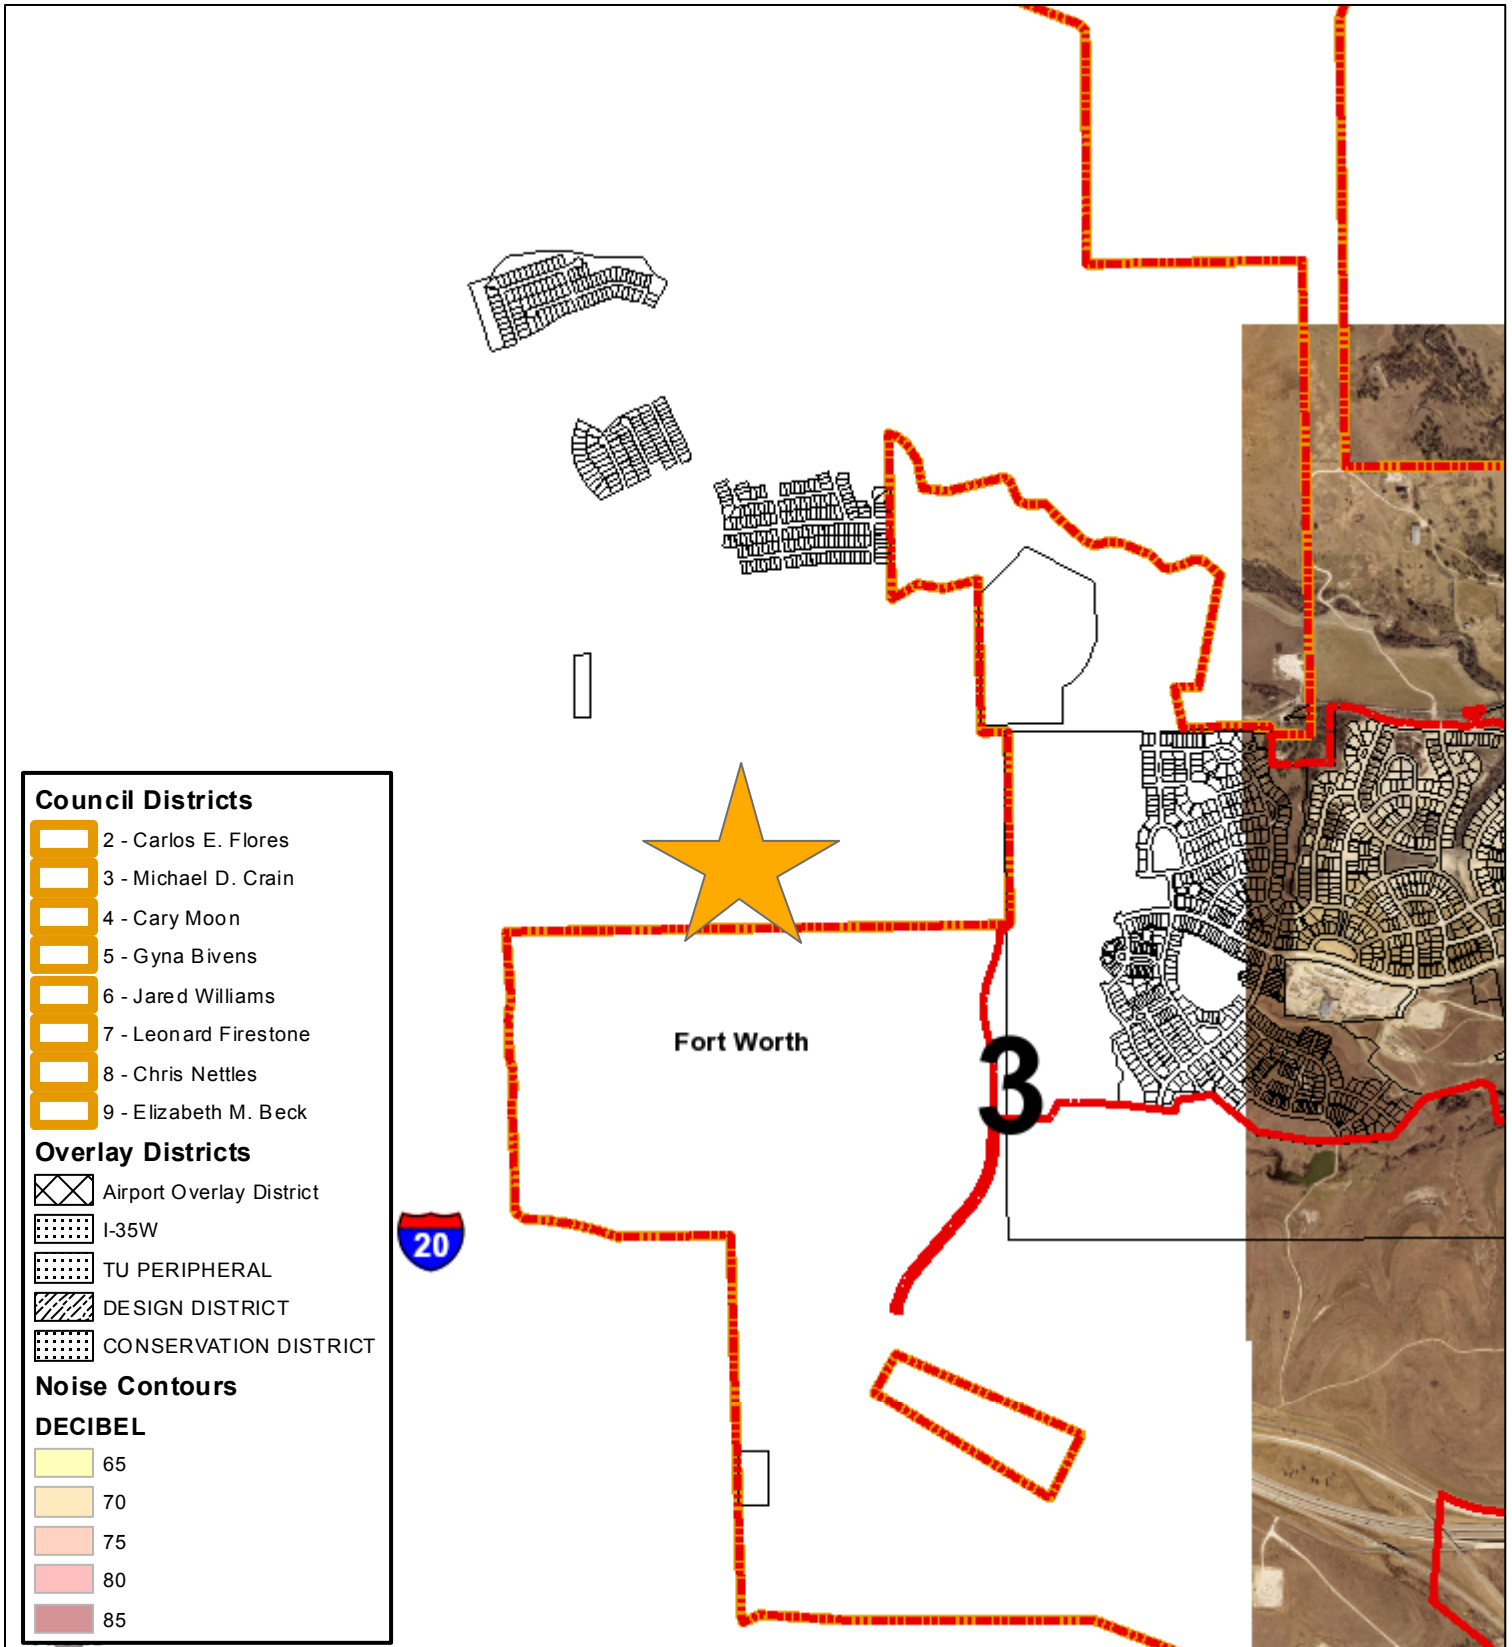 Council Districts
2 - Carlos E. Flores
3 - Michael D. Crain
4 - Cary Moon
5 - Gyna Bivens
6 - Jared Williams
7 - Leonard Firestone
8 - Chris Nettles
9 - Elizabeth M. Beck
Overlay Districts
Airport Overlay District
I-35W
TU PERIPHERAL
DESIGN DISTRICT
CONSERVATION DISTRICT
Noise Contours
DECIBEL
65
70
75
80
85
20
Fort Worth
3